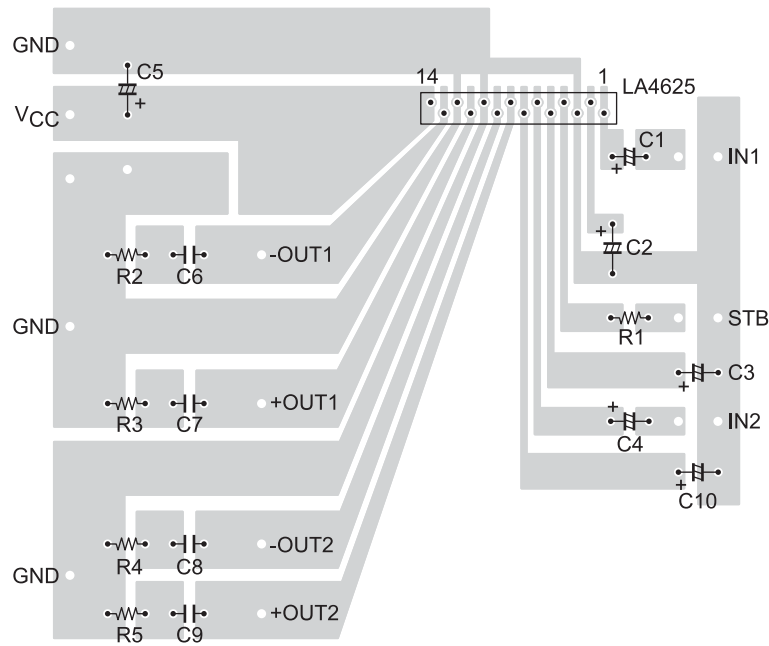 GND
C5
+
VCC
14
1
LA4625
C1
+
IN1
+
C2
-OUT1
R2
C6
GND
STB
R1
C3
+
+OUT1
R3
C7
+
IN2
C4
+
C10
-OUT2
R4
C8
GND
+OUT2
R5
C9